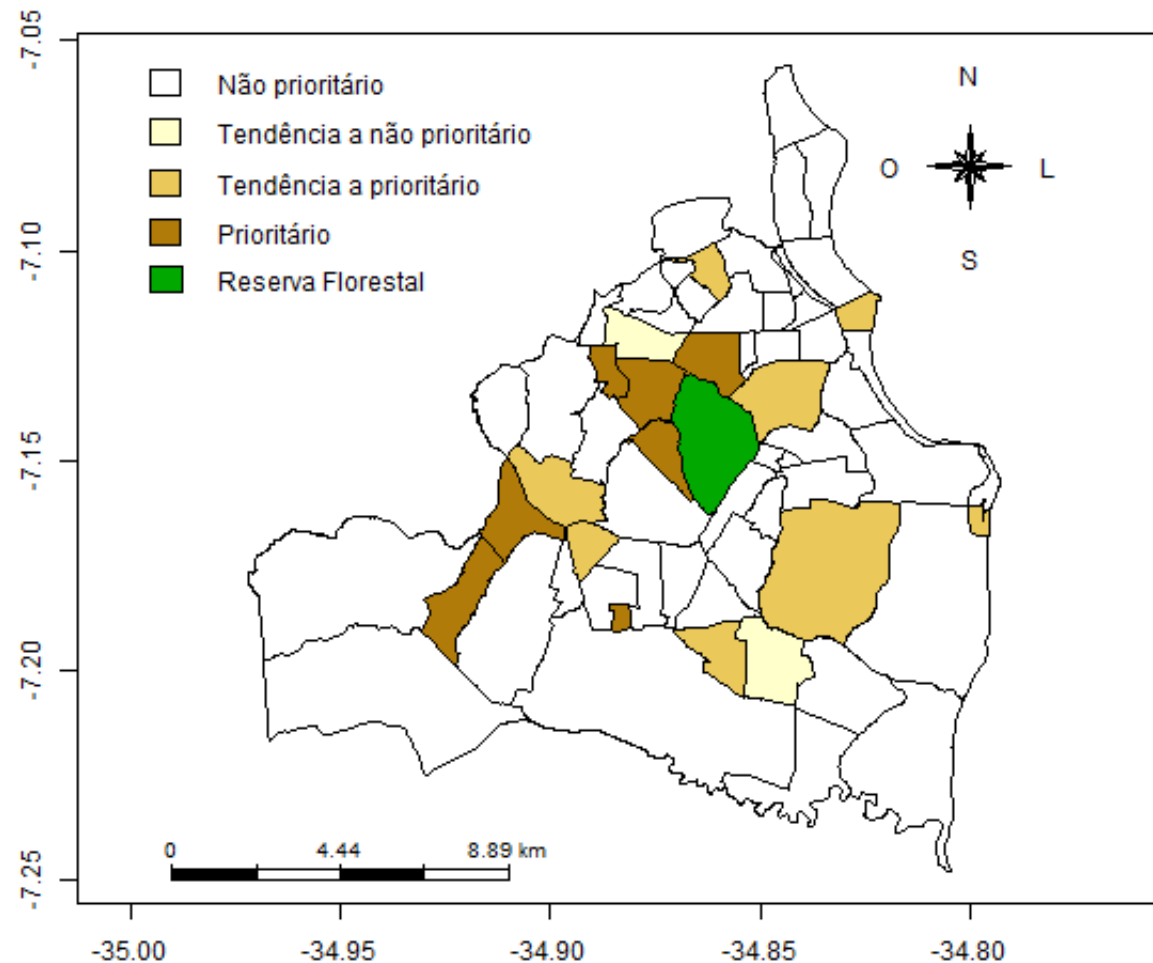 Não prioritário
Tendência a não prioritário
Tendência a prioritário
Prioritário
Reserva Florestal
N
O
L
S
-7.05
-7.10
-7.15
-7.20
-7.25
0 4.44 8.89 km
-35.00 -34.95 -34.90 -34.85 -34.80